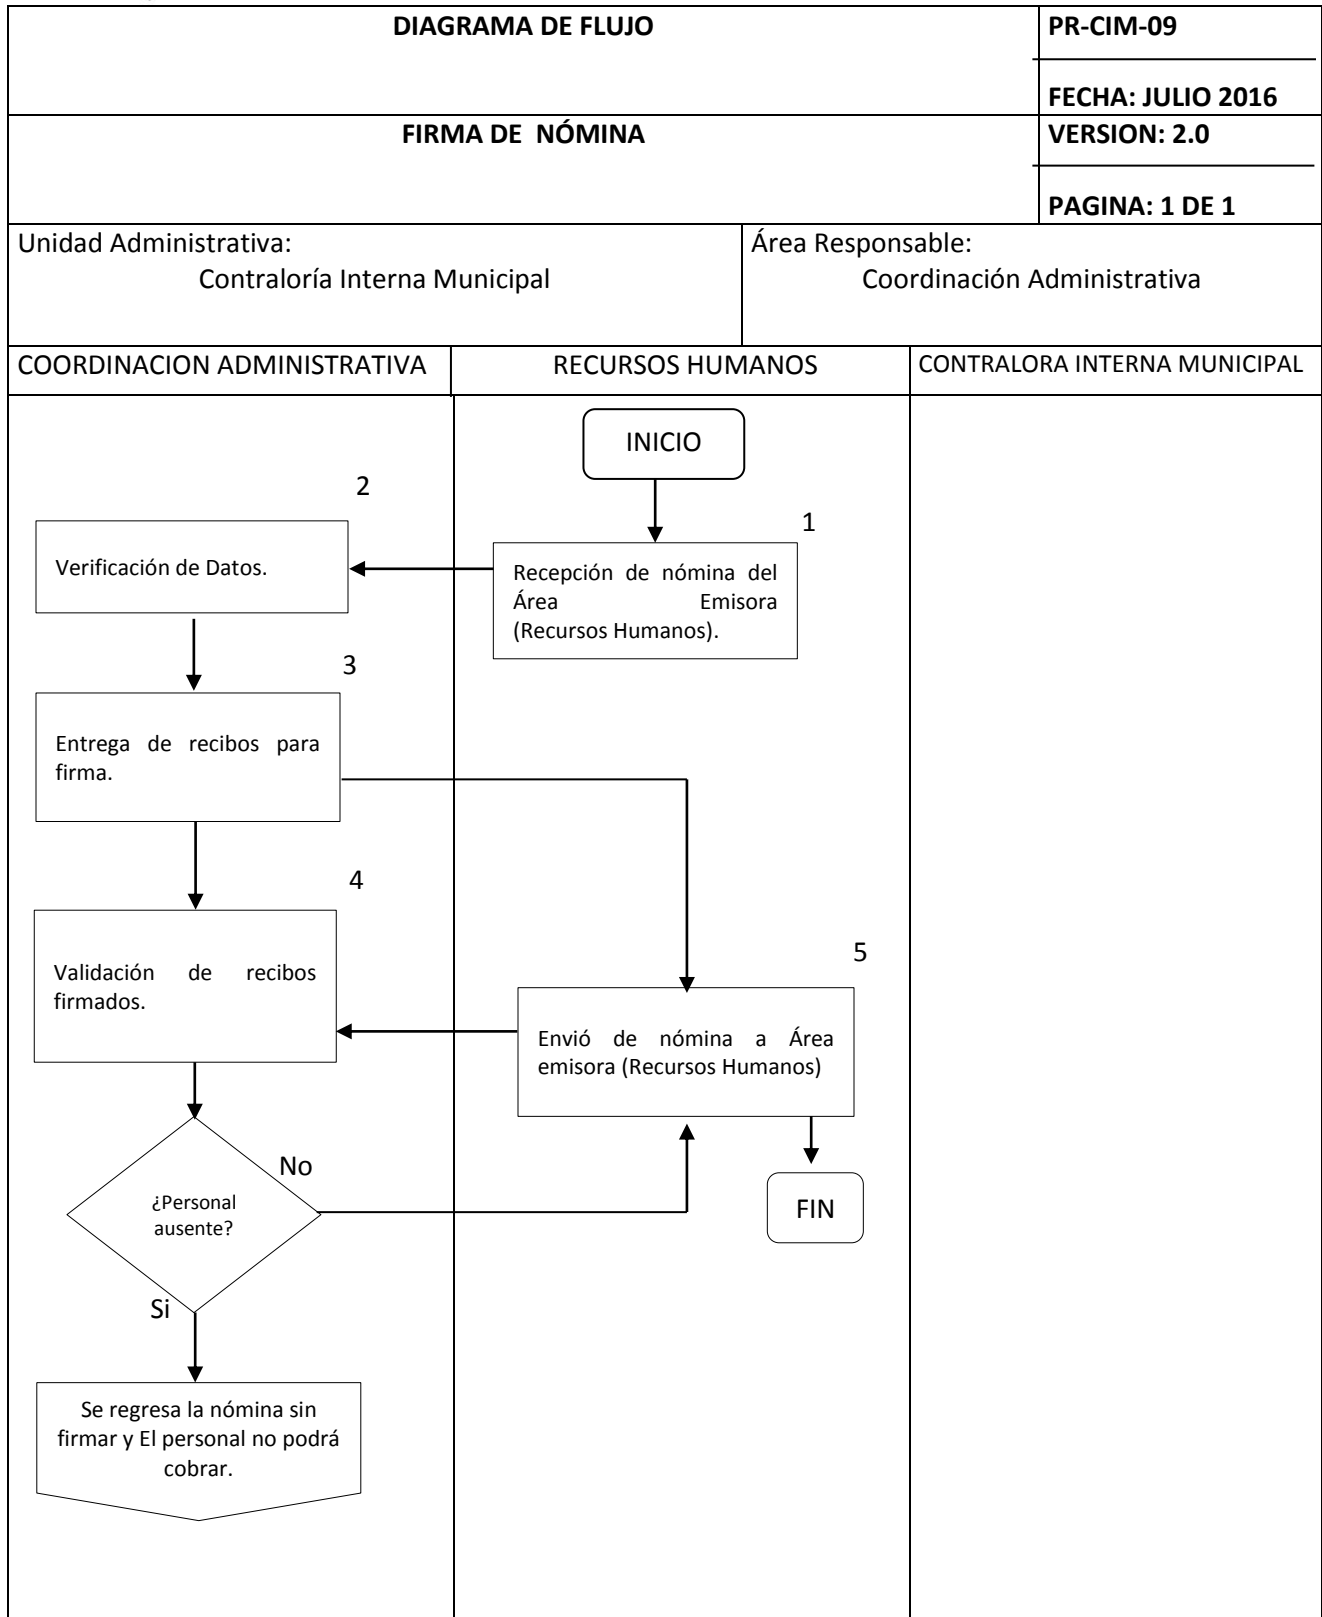 DIAGRAMA DE FLUJO
PR-CIM-09
FECHA: JULIO 2016
FIRMA DE NÓMINA
VERSION: 2.0
PAGINA: 1 DE 1
Unidad Administrativa:
Contraloría Interna Municipal
Área Responsable:
Coordinación Administrativa
COORDINACION ADMINISTRATIVA
RECURSOS HUMANOS
CONTRALORA INTERNA MUNICIPAL
INICIO
1
Recepción de nómina del
Área Emisora
(Recursos Humanos).
2
Verificación de Datos.
3
Entrega de recibos para
firma.
4
Validación de recibos
firmados.
5
Envió de nómina a Área
emisora (Recursos Humanos)
No
¿Personal
ausente?
FIN
Si
Se regresa la nómina sin
firmar y El personal no podrá
cobrar.